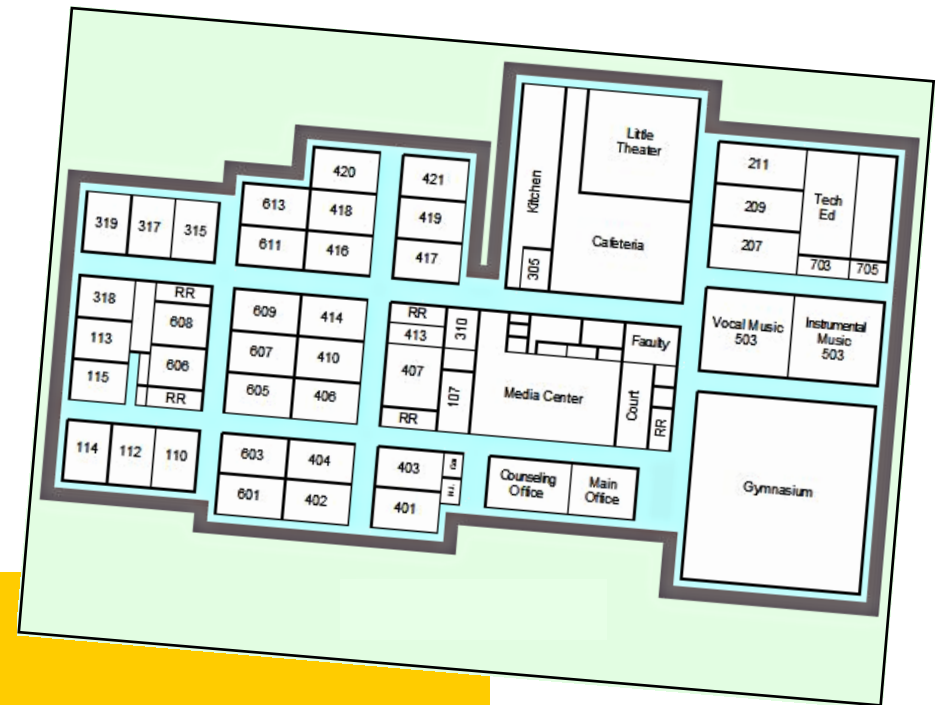 Little
Theater
Kitchen
Cafeteria
305
211
209
207
Tech
Ed
703
705
420
421
613
418
419
611
416
417
319
317
315
318
113
115
RR
608
606
RR
609
414
607
410
605
406
RR
413
407
RR
310
107
Media Center
Faculty
Court
RR
Vocal Music
503
Instrumental
Music
503
Gymnasium
114
112
110
603
404
601
402
403
401
Counseling
Office
Main
Office